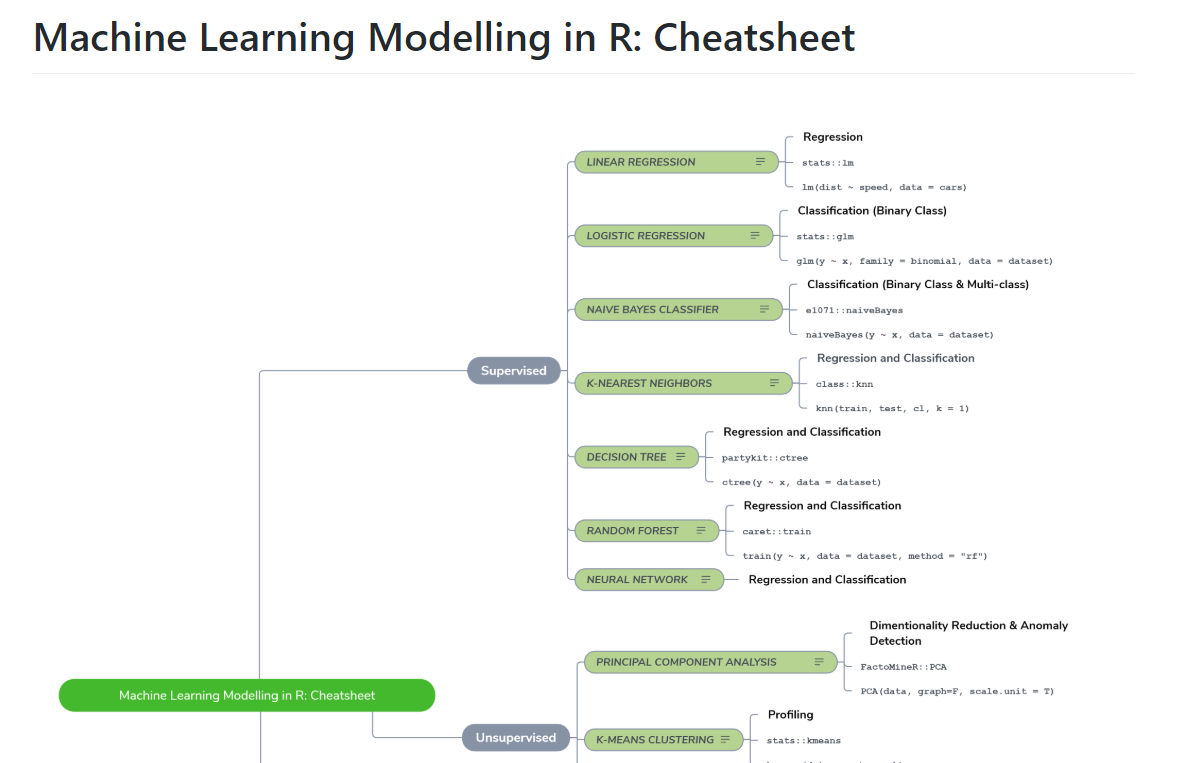 Machine Learning Modelling in R: Cheatsheet
Regression
LINEAR REGRESSION
stats::lm
lm(dist ~ speed, data = cars)
Classification (Binary Class)
LOGISTIC REGRESSION
stats::glm
glm(y ~ x, family = binomial, data = dataset)
Classification (Binary Class & Multi-class)
NAIVE BAYES CLASSIFIER
e1071::naiveBayes
naiveBayes(y ~ x, data = dataset)
Supervised
Regression and Classification
K-NEAREST NEIGHBORS
class::knn
knn(train, test, cl, k = 1)
Regression and Classification
DECISION TREE
partykit::ctree
ctree(y ~ x, data = dataset)
Regression and Classification
RANDOM FOREST
caret::train
train(y ~ x, data = dataset, method = "rf")
NEURAL NETWORK
Regression and Classification
Dimentionality Reduction & Anomaly
Detection
PRINCIPAL COMPONENT ANALYSIS
FactoMineR::PCA
PCA(data, graph=F, scale.unit = T)
Machine Learning Modelling in R: Cheatsheet
Unsupervised
Profiling
K-MEANS CLUSTERING
stats::kmeans